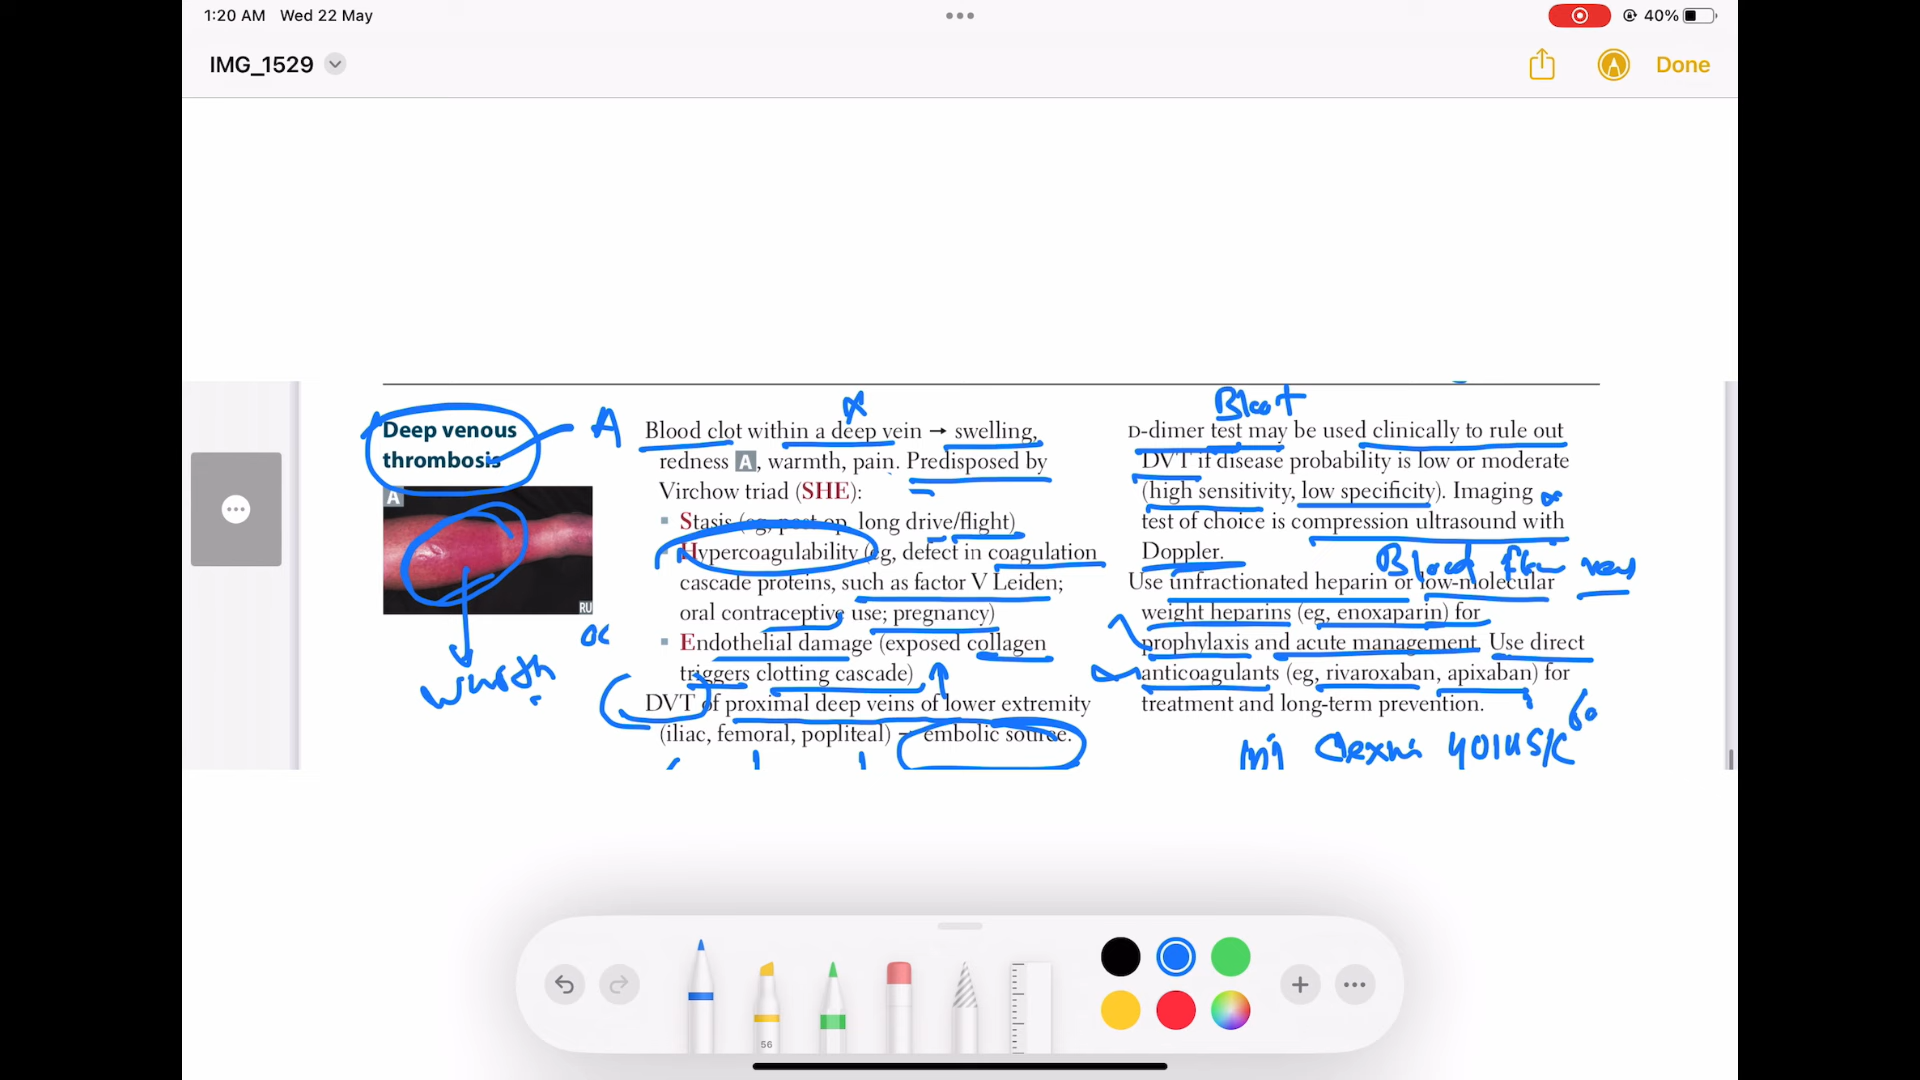 1:20 AM Wed 22 May
40%
IMG_1529
Done
Deep venous
thrombosis
A
A
RU
Blood clot within a deep vein → swelling,
redness A, warmth, pain. Predisposed by
Virchow triad (SHE):
Stasis (eg, post-op, long drive/flight)
Hypercoagulability (eg, defect in coagulation
cascade proteins, such as factor V Leiden;
oral contraceptive use; pregnancy)
Endothelial damage (exposed collagen
triggers clotting cascade)
DVT of proximal deep veins of lower extremity
(iliac, femoral, popliteal) → embolic source.
D-dimer test may be used clinically to rule out
DVT if disease probability is low or moderate
(high sensitivity, low specificity). Imaging
test of choice is compression ultrasound with
Doppler.
Blood flow
Use unfractionated heparin or low-molecular
weight heparins (eg, enoxaparin) for
prophylaxis and acute management. Use direct
anticoagulants (eg, rivaroxaban, apixaban) for
treatment and long-term prevention.
60
56